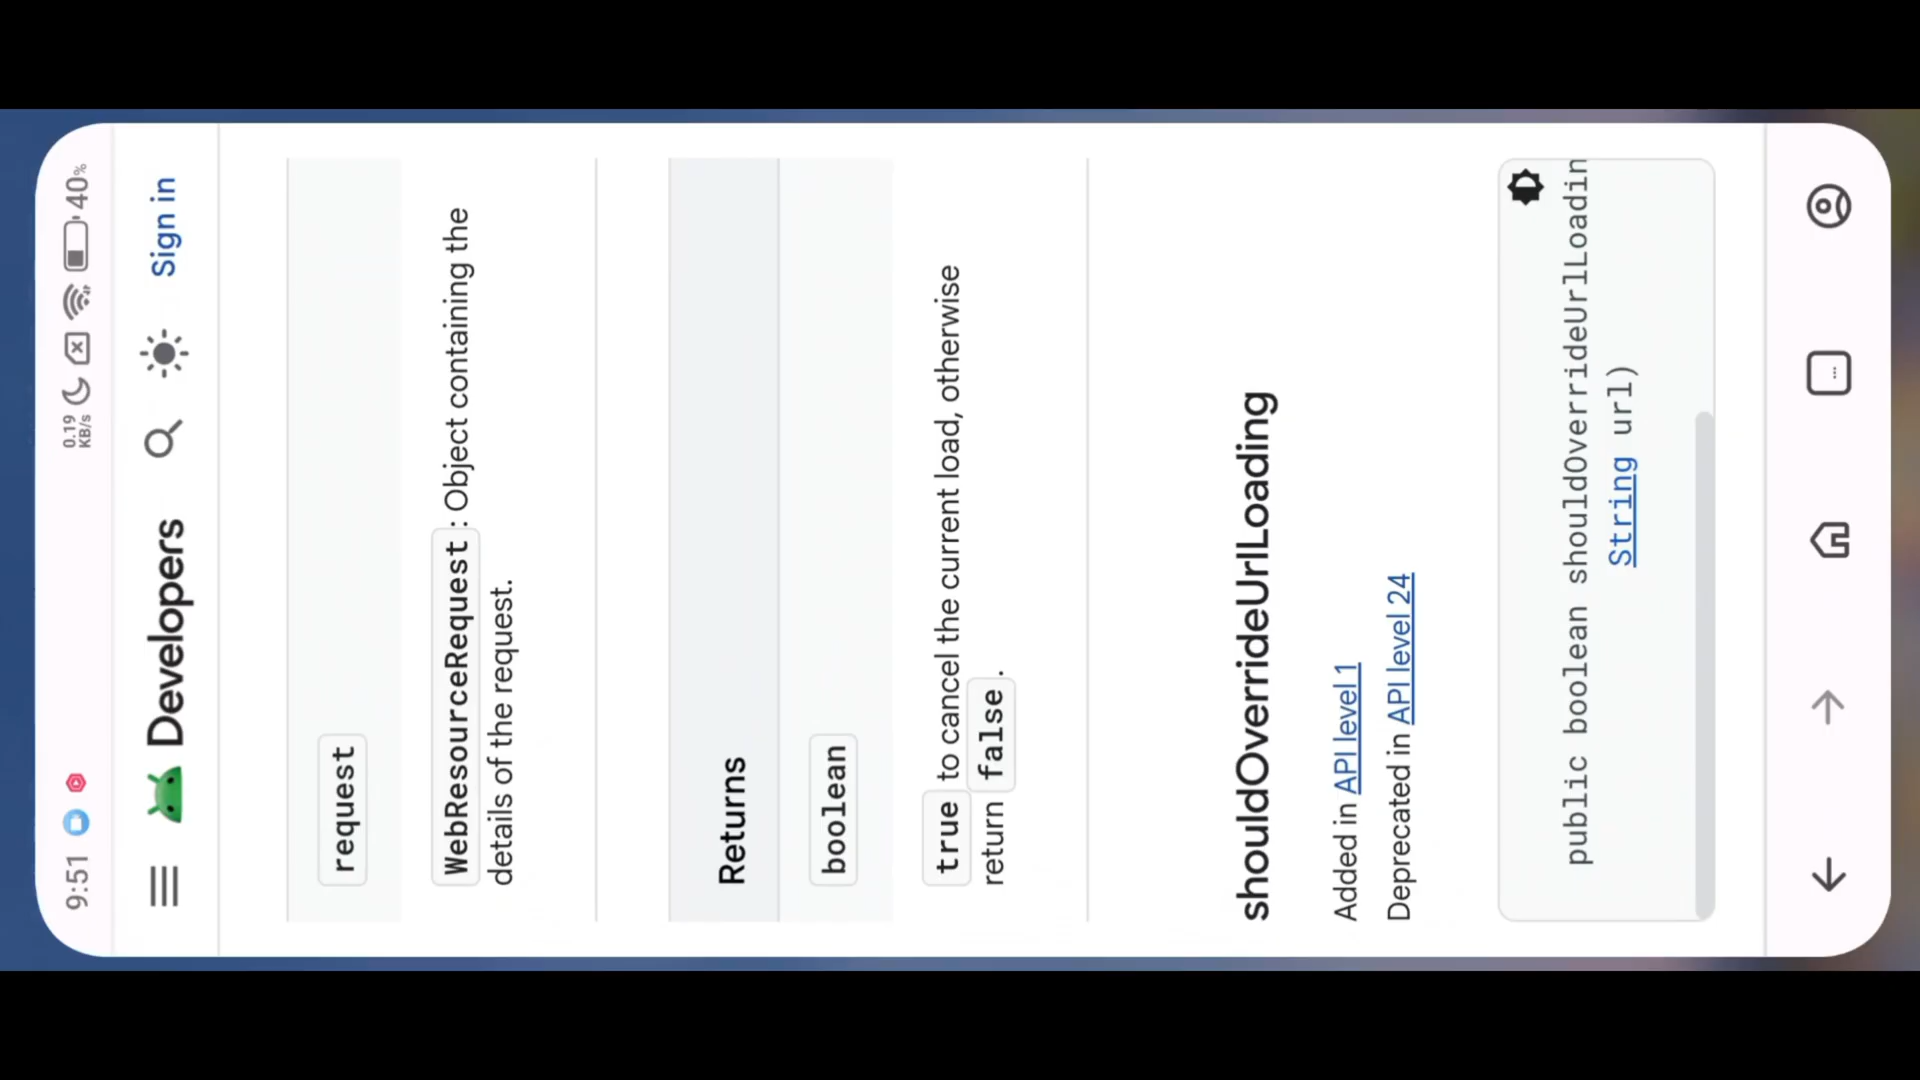 9:51
0.19
KB/s
40%
Developers
Sign in
request
WebResourceRequest : Object containing the
details of the request.
Returns
boolean
true to cancel the current load, otherwise
return false .
shouldOverrideUrlLoading
Added in API level 1
Deprecated in API level 24
public boolean shouldOverrideUrlLoadin
String url)